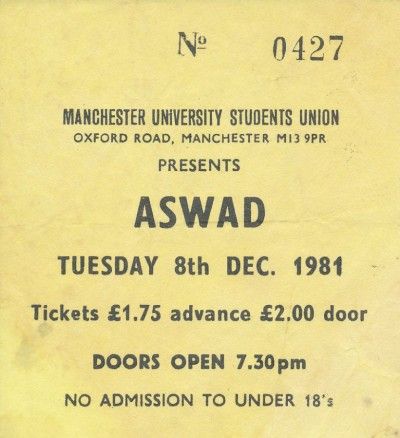 Nº 0427
MANCHESTER UNIVERSITY STUDENTS UNION
OXFORD ROAD, MANCHESTER M13 9PR
PRESENTS
ASWAD
TUESDAY 8th DEC. 1981
Tickets £1.75 advance £2.00 door
DOORS OPEN 7.30pm
NO ADMISSION TO UNDER 18's